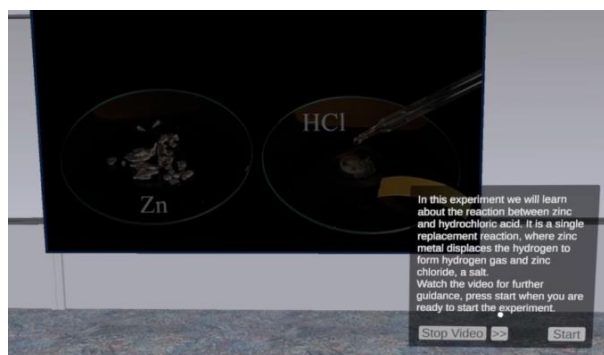 HCl
Zn
In this experiment we will learn
about the reaction between zinc
and hydrochloric acid. It is a single
replacement reaction, where zinc
metal displaces the hydrogen to
form hydrogen gas and zinc
chloride, a salt.
Watch the video for further
guidance, press start when you are
ready to start the experiment.
Stop Video >> Start